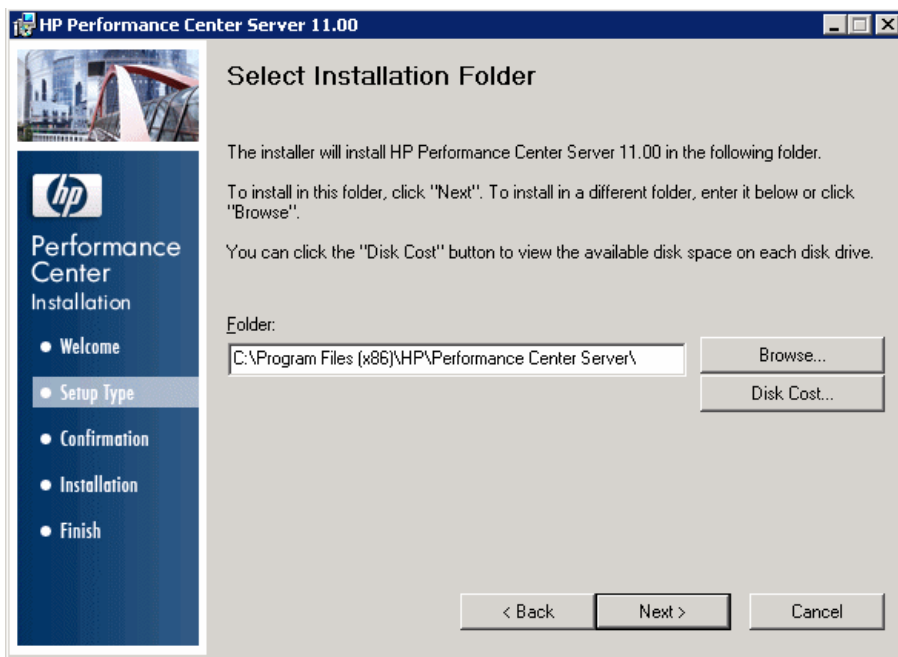 HP Performance Center Server 11.00
hp
Performance
Center
Installation
Welcome
Setup Type
Confirmation
Installation
Finish
Select Installation Folder
The installer will install HP Performance Center Server 11.00 in the following folder.
To install in this folder, click "Next". To install in a different folder, enter it below or click
"Browse".
You can click the "Disk Cost" button to view the available disk space on each disk drive.
Folder:
C:\Program Files (x86)\HP\Performance Center Server\
Browse...
Disk Cost...
< Back
Next >
Cancel